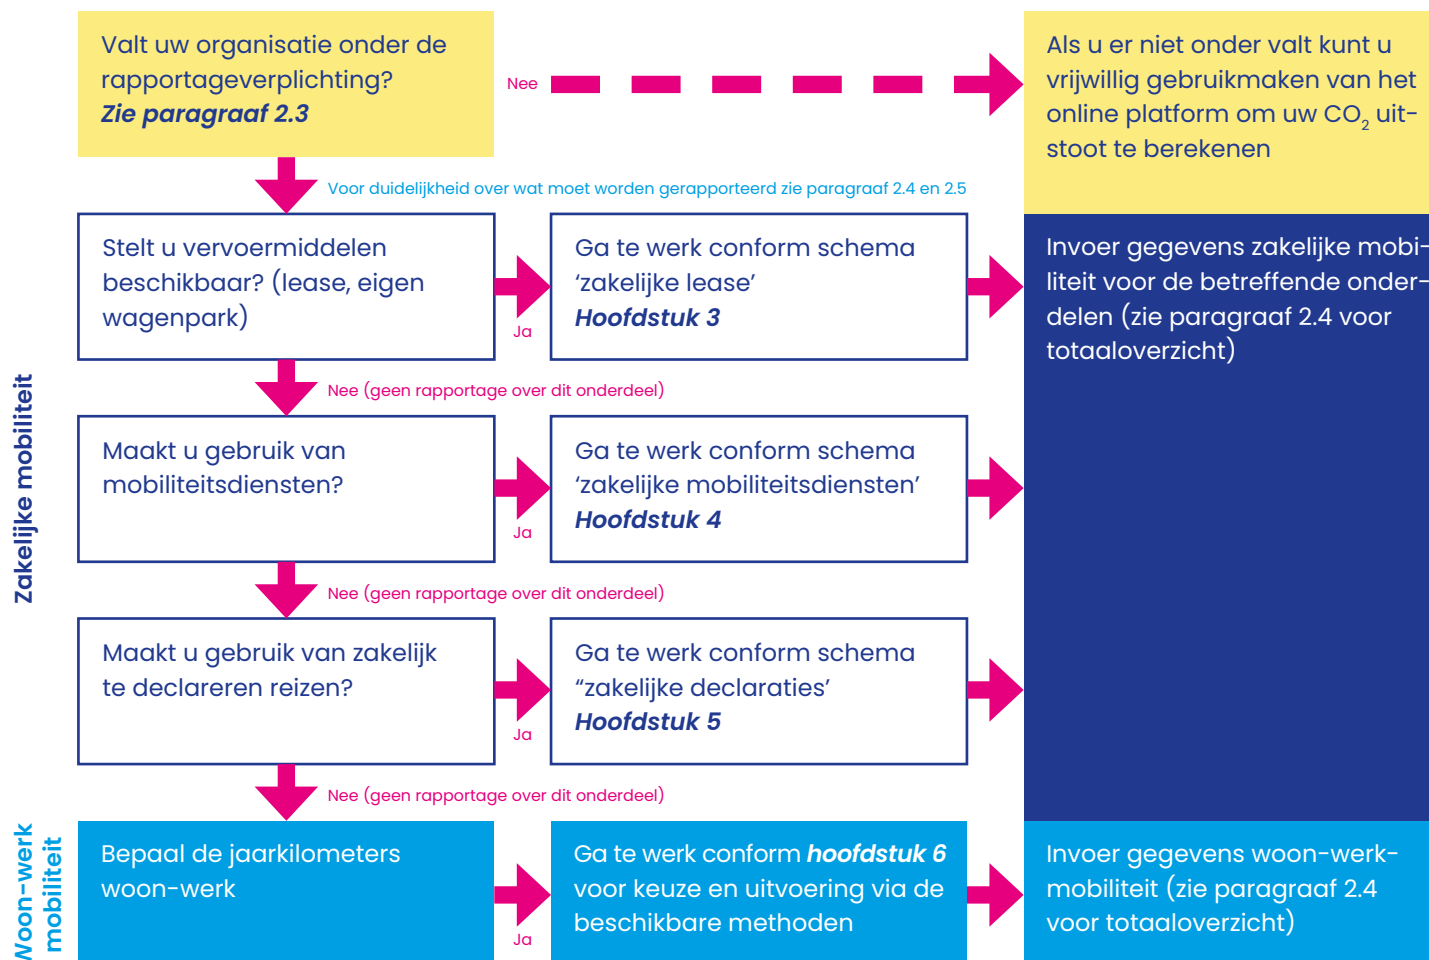 Valt uw organisatie onder de
rapportageverplichting?
Zie paragraaf 2.3
Nee
Als u er niet onder valt kunt u
vrijwillig gebruikmaken van het
online platform om uw CO₂ uit-
stoot te berekenen
Voor duidelijkheid over wat moet worden gerapporteerd zie paragraaf 2.4 en 2.5
Zakelijke mobiliteit
Stelt u vervoermiddelen
beschikbaar? (lease, eigen
wagenpark)
Ja
Ga te werk conform schema
‘zakelijke lease’
Hoofdstuk 3
Invoer gegevens zakelijke mobi-
liteit voor de betreffende onder-
delen (zie paragraaf 2.4 voor
totaaloverzicht)
Nee (geen rapportage over dit onderdeel)
Maakt u gebruik van
mobiliteitsdiensten?
Ja
Ga te werk conform schema
‘zakelijke mobiliteitsdiensten’
Hoofdstuk 4
Nee (geen rapportage over dit onderdeel)
Maakt u gebruik van zakelijk
te declareren reizen?
Ja
Ga te werk conform schema
“zakelijke declaraties’
Hoofdstuk 5
Nee (geen rapportage over dit onderdeel)
Woon-werk
mobiliteit
Bepaal de jaarkilometers
woon-werk
Ja
Ga te werk conform hoofdstuk 6
voor keuze en uitvoering via de
beschikbare methoden
Invoer gegevens woon-werk-
mobiliteit (zie paragraaf 2.4
voor totaaloverzicht)